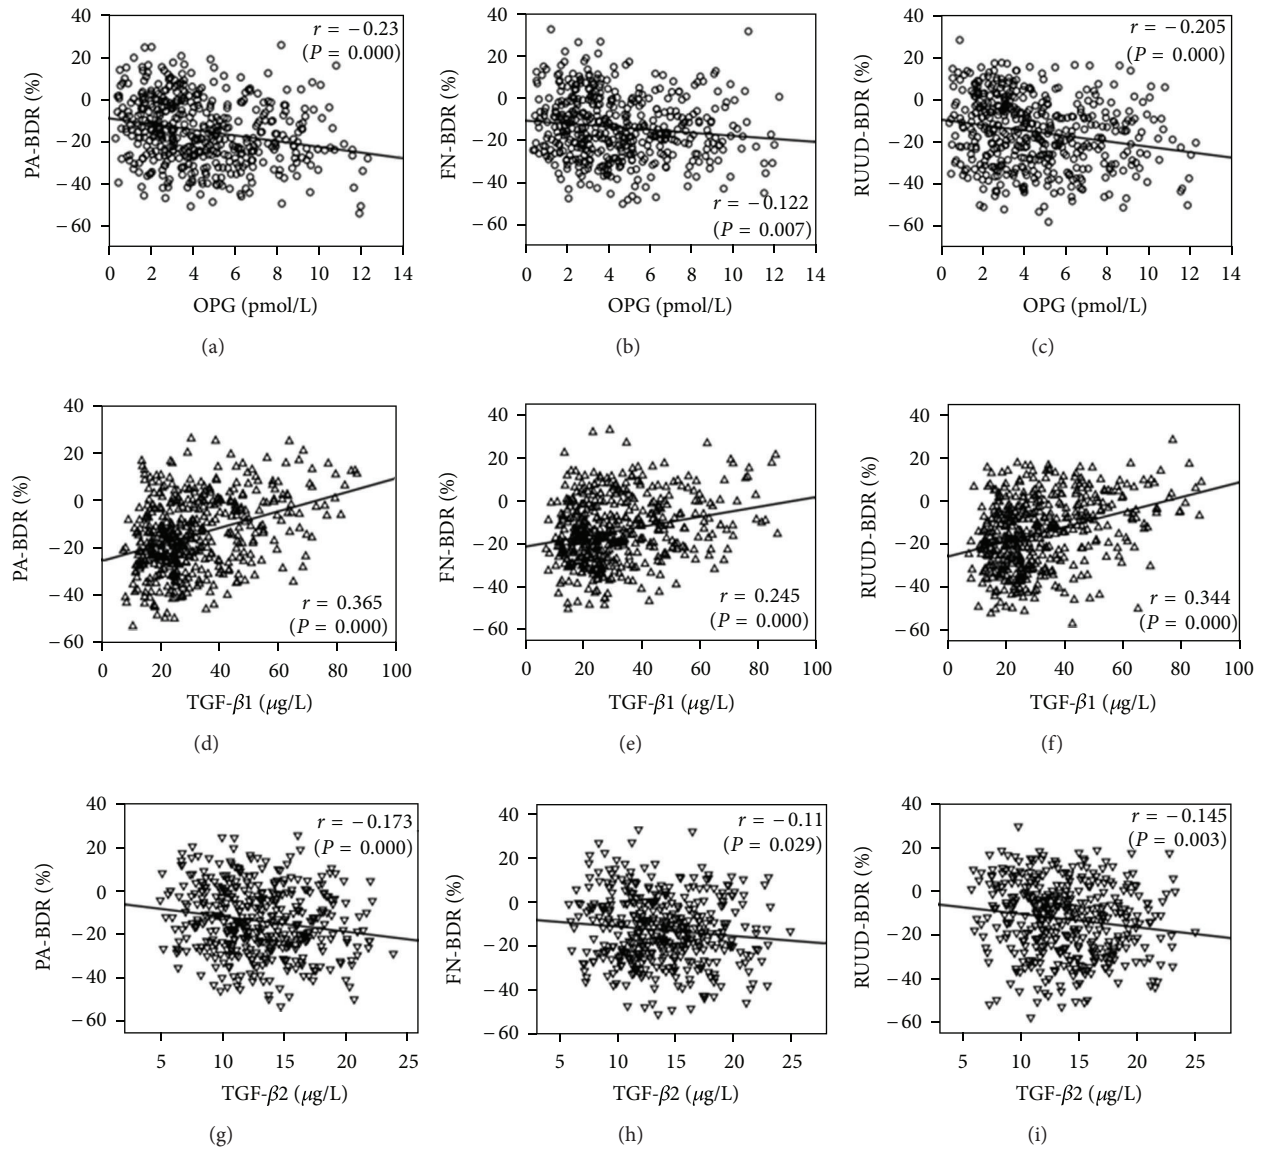 40
20
0
−20
−40
−60
PA-BDR (%)
r = −0.23
(P = 0.000)
0 2 4 6 8 10 12 14
OPG (pmol/L)
(a)
40
20
0
−20
−40
−60
FN-BDR (%)
r = −0.122
(P = 0.007)
0 2 4 6 8 10 12 14
OPG (pmol/L)
(b)
40
20
0
−20
−40
−60
RUUD-BDR (%)
r = −0.205
(P = 0.000)
0 2 4 6 8 10 12 14
OPG (pmol/L)
(c)
40
20
0
−20
−40
−60
PA-BDR (%)
r = 0.365
(P = 0.000)
0 20 40 60 80 100
TGF-β1 (μg/L)
(d)
40
20
0
−20
−40
−60
FN-BDR (%)
r = 0.245
(P = 0.000)
0 20 40 60 80 100
TGF-β1 (μg/L)
(e)
40
20
0
−20
−40
−60
RUUD-BDR (%)
r = 0.344
(P = 0.000)
0 20 40 60 80 100
TGF-β1 (μg/L)
(f)
40
20
0
−20
−40
−60
PA-BDR (%)
r = −0.173
(P = 0.000)
5 10 15 20 25
TGF-β2 (μg/L)
(g)
40
20
0
−20
−40
−60
FN-BDR (%)
r = −0.11
(P = 0.029)
5 10 15 20 25
TGF-β2 (μg/L)
(h)
40
20
0
−20
−40
−60
RUUD-BDR (%)
r = −0.145
(P = 0.003)
5 10 15 20 25
TGF-β2 (μg/L)
(i)